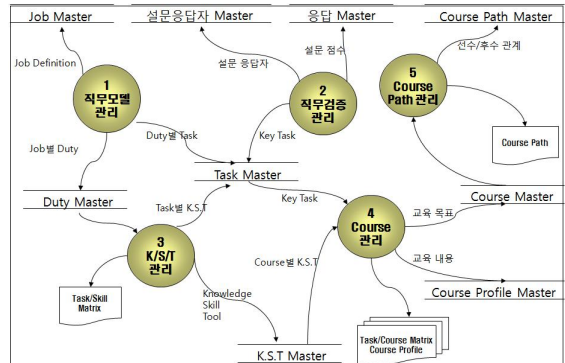 Job Master
설문응답자 Master
응답 Master
Course Path Master
Job Definition
설문 응답자
설문 점수
선수/후수 관계
1
직무모델
관리
2
직무검증
관리
5
Course
Path 관리
Job별 Duty
Duty별 Task
Key Task
Course Path
Task Master
Duty Master
Task별 K.S.T
Key Task
Course Master
3
K/S/T
관리
4
Course
관리
교육 목표
교육 내용
Course별 K.S.T
Task/Skill
Matrix
Knowledge
Skill
Tool
Course Profile Master
K.S.T Master
Task/Course Matrix
Course Profile